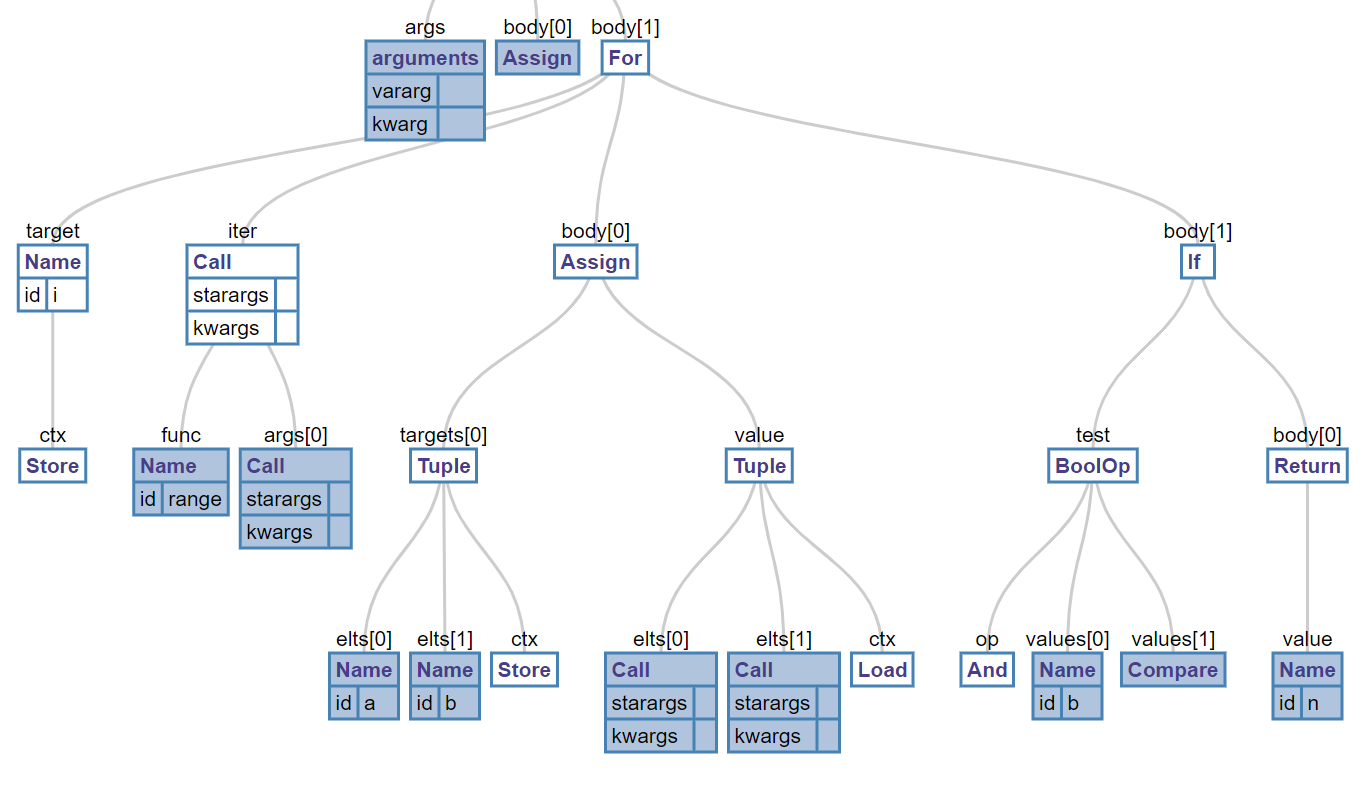 args body[0] body[1]
arguments Assign For
vararg
kwarg
target iter body[0] body[1]
Name Call Assign If
id i starargs
kwargs
ctx func args[0] targets[0] value test body[0]
Store Name Call Tuple Tuple BoolOp Return
id range starargs
kwargs
elts[0] elts[1] ctx elts[0] elts[1] ctx op values[0] values[1] value
Name Name Store Call Call Load And Name Compare Name
id a id b starargs starargs id b id n
kwargs kwargs